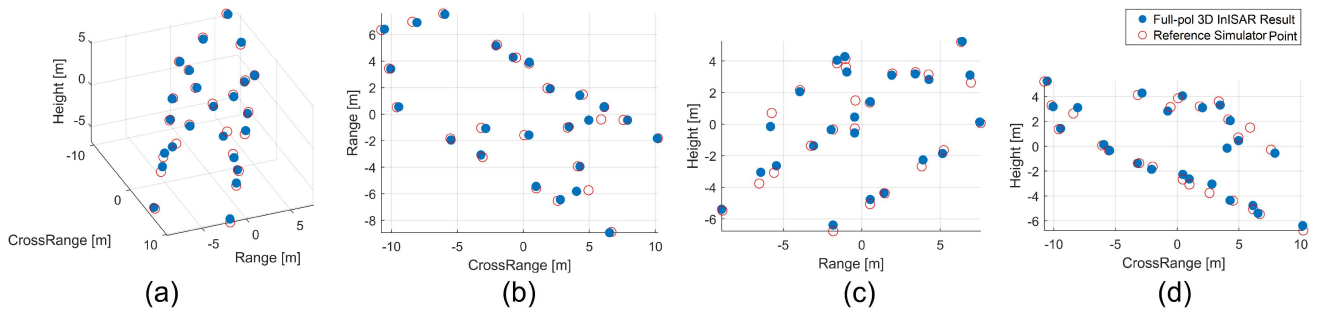 Full-pol 3D InISAR Result
Reference Simulator Point
5
0
-5
Height [m]
-10
0
10
CrossRange [m]
-5
0
5
Range [m]
(a)
6
4
2
0
-2
-4
-6
-8
Range [m]
-10
-5
0
5
10
CrossRange [m]
(b)
4
2
0
-2
-4
-6
Height [m]
-5
0
5
Range [m]
(c)
4
2
0
-2
-4
-6
Height [m]
-10
-5
0
5
10
CrossRange [m]
(d)